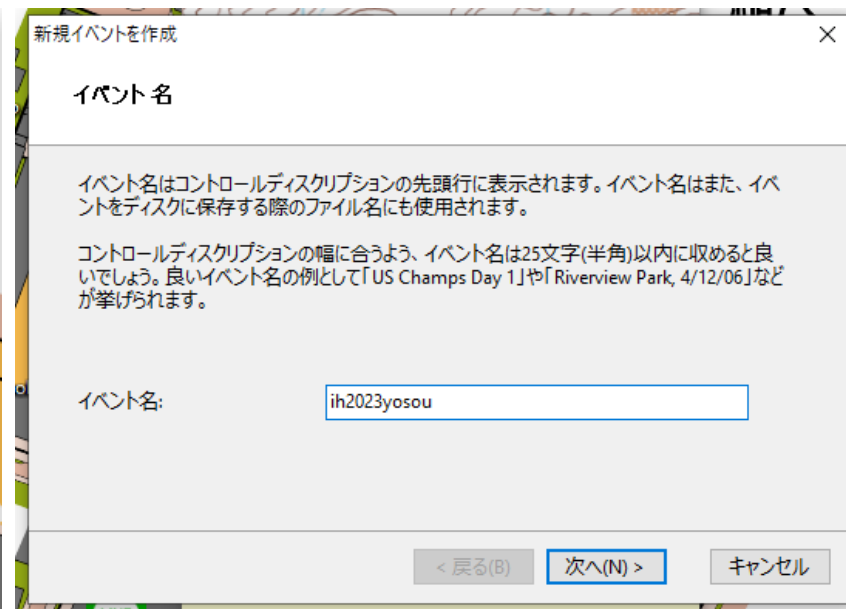 新規イベントを作成
イベント 名
イベント名はコントロールディスクリプションの先頭行に表示されます。イベント名はまた、イベ
ントをディスクに保存する際のファイル名にも使用されます。
コントロールディスクリプションの幅に合うよう、イベント名は25文字(半角)以内に収めると良
いでしょう。良いイベント名の例として「US Champs Day 1」や「Riverview Park, 4/12/06」など
が挙げられます。
イベント名:
ih2023yosou
< 戻る(B)
次へ(N) >
キャンセル